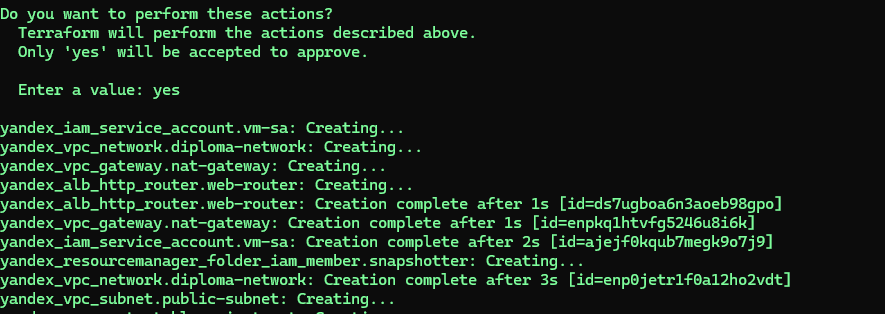 Do you want to perform these actions?
Terraform will perform the actions described above.
Only 'yes' will be accepted to approve.
Enter a value: yes
yandex_iam_service_account.vm-sa: Creating...
yandex_vpc_network.diploma-network: Creating...
yandex_vpc_gateway.nat-gateway: Creating...
yandex_alb_http_router.web-router: Creating...
yandex_alb_http_router.web-router: Creation complete after 1s [id=ds7ugboa6n3aoeb98gpo]
yandex_vpc_gateway.nat-gateway: Creation complete after 1s [id=enpkq1htvfg5246u8i6k]
yandex_iam_service_account.vm-sa: Creation complete after 2s [id=ajejf0kqub7megk9o7j9]
yandex_resourcemanager_folder_iam_member.snapshotter: Creating...
yandex_vpc_network.diploma-network: Creation complete after 3s [id=enp0jetr1f0a12ho2vdt]
yandex_vpc_subnet.public-subnet: Creating...